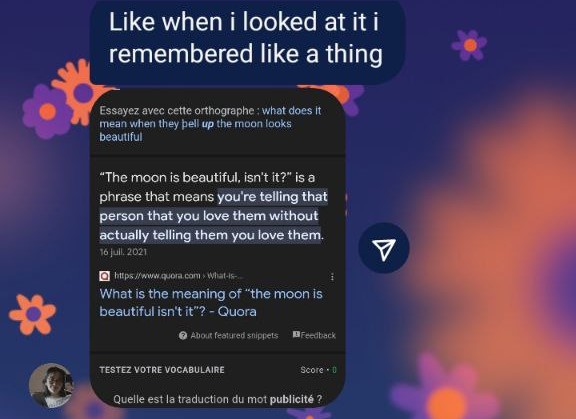 Like when i looked at it i
remembered like a thing
Essayez avec cette orthographe : what does it
mean when they þell up the moon looks
beautiful
“The moon is beautiful, isn't it?” is a
phrase that means you're telling that
person that you love them without
actually telling them you love them.
16 juil. 2021
https://www.quora.com › What-is-...
What is the meaning of “the moon is
beautiful isn't it”? - Quora
About featured snippets Feedback
TESTEZ VOTRE VOCABULAIRE Score • 0
Quelle est la traduction du mot publicité ?